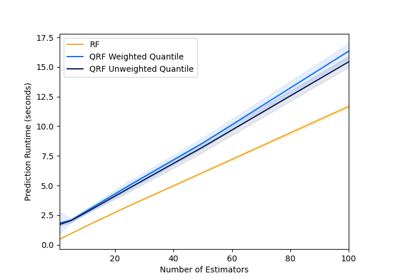 17.5
RF
QRF Weighted Quantile
QRF Unweighted Quantile
15.0
12.5
10.0
7.5
5.0
2.5
0.0
Prediction Runtime (seconds)
20
40
60
80
100
Number of Estimators